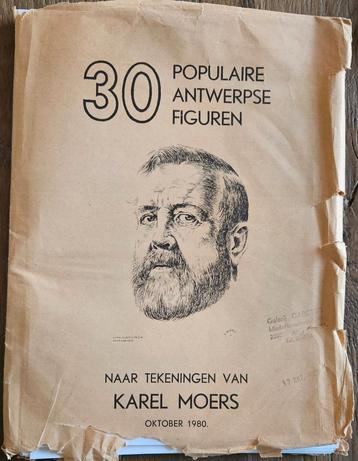 30 POPULAIRE
ANTWERPSE
FIGUREN
NAAR TEKENINGEN VAN
KAREL MOERS
OKTOBER 1980.